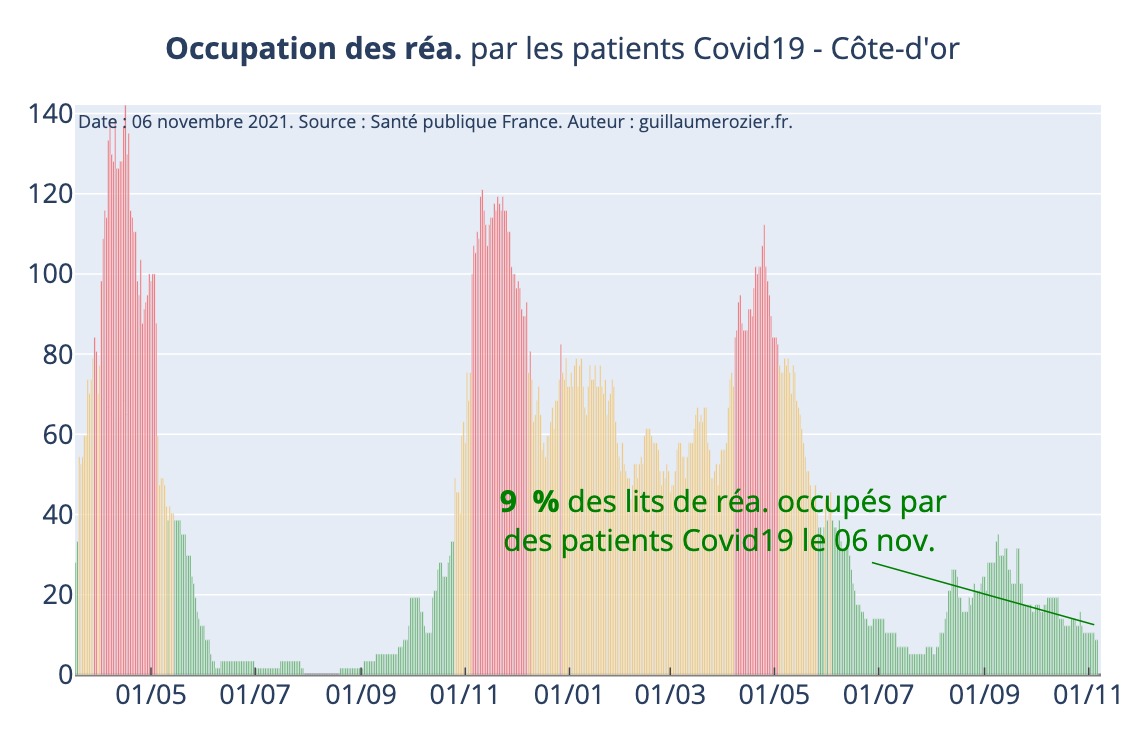 Occupation des réa. par les patients Covid19 - Côte-d'or
140
Date : 06 novembre 2021. Source : Santé publique France. Auteur : guillaumerozier.fr.
120
100
80
60
40
20
0
9 % des lits de réa. occupés par
des patients Covid19 le 06 nov.
01/05 01/07 01/09 01/11 01/01 01/03 01/05 01/07 01/09 01/11